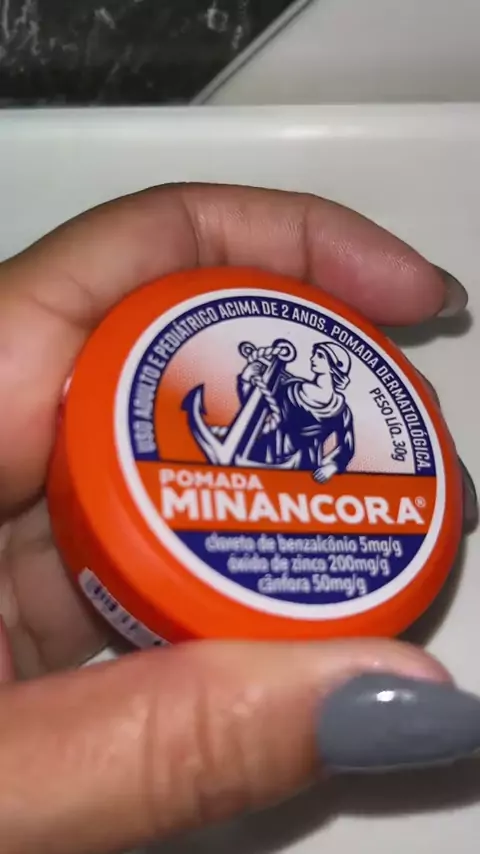 USO ADULTO E PEDIÁTRICO ACIMA DE 2 ANOS. POMADA DERMATOLÓGICA.
PESO LÍQ. 30g
POMADA
MINANCORA®
cloreto de benzalcônio 5mg/g
óxido de zinco 200mg/g
cânfora 50mg/g